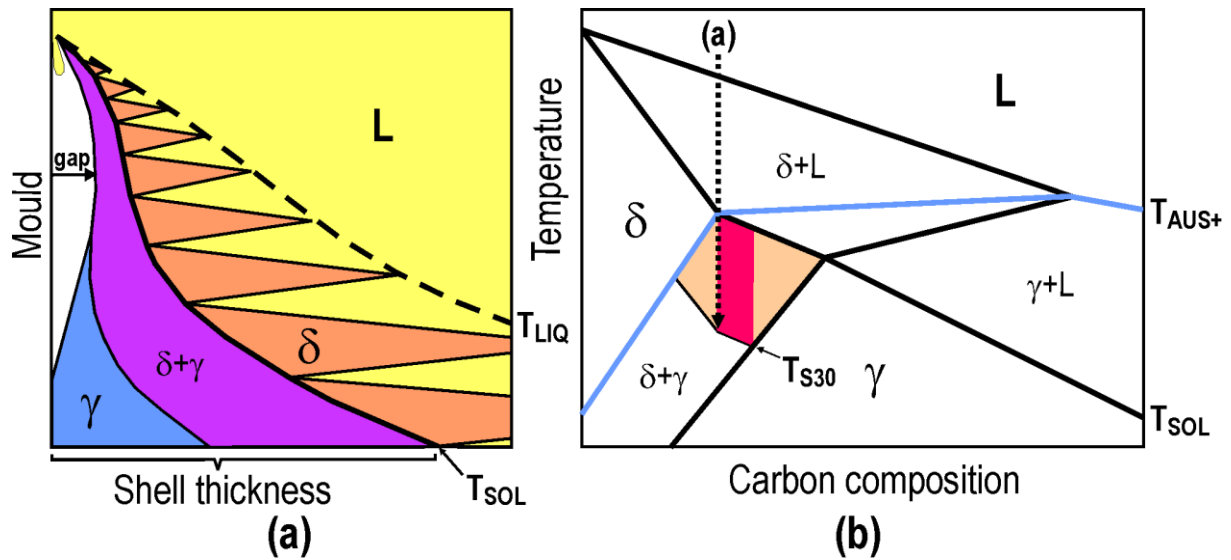 L
gap
Mould
δ
δ+γ
γ
T_LIQ
T_SOL
Shell thickness
(a)
Temperature
(a)
L
δ+L
δ
T_AUS+
γ+L
T_S30
γ
δ+γ
T_SOL
Carbon composition
(b)